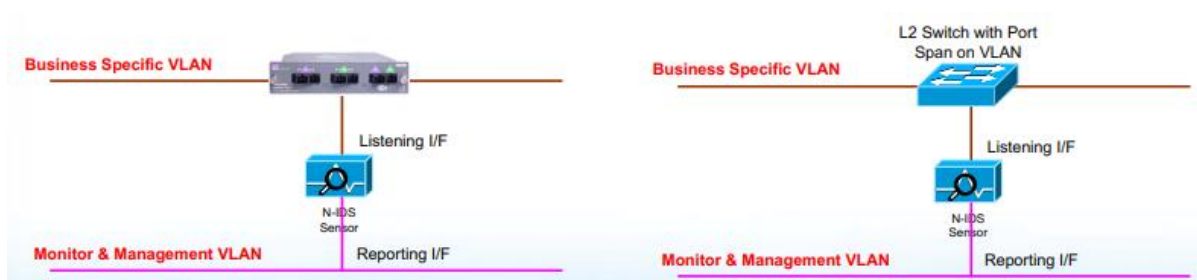 Business Specific VLAN
Listening I/F
N-IDS
Sensor
Monitor & Management VLAN
Reporting I/F
L2 Switch with Port
Span on VLAN
Business Specific VLAN
Listening I/F
N-IDS
Sensor
Monitor & Management VLAN
Reporting I/F